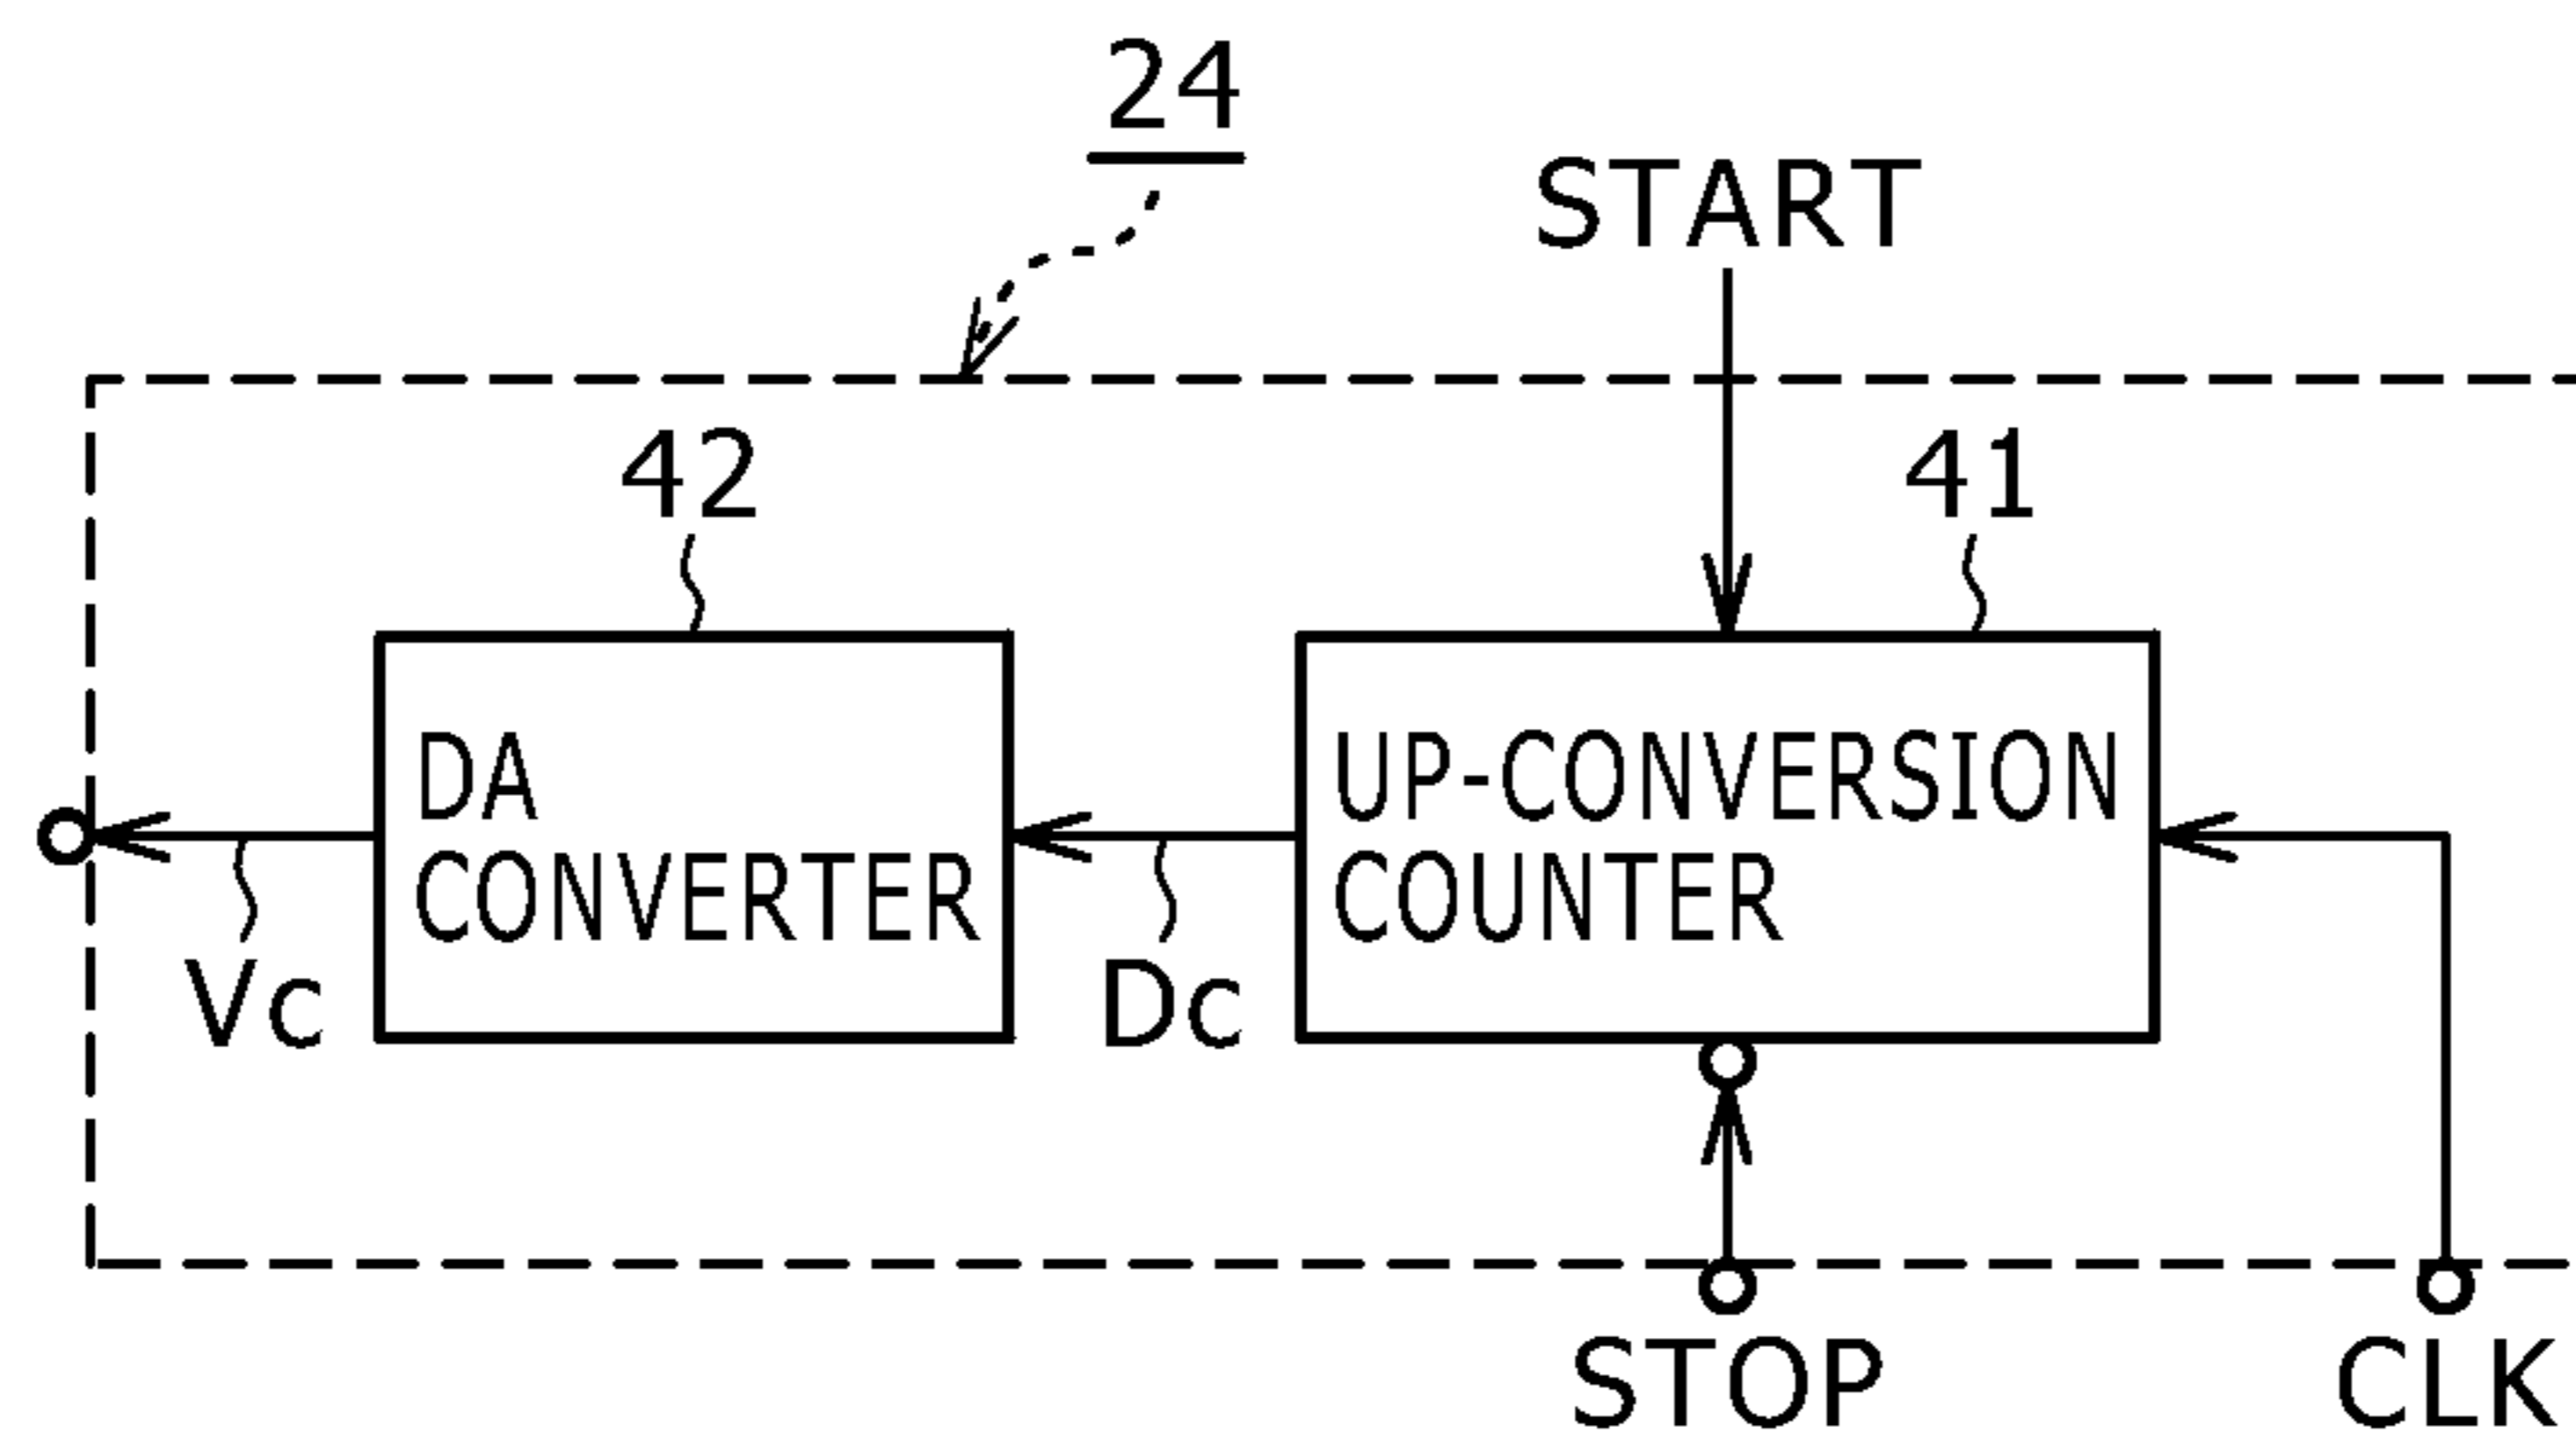 24
START
42
41
DA
CONVERTER
UP-CONVERSION
COUNTER
Vc
Dc
STOP
CLK